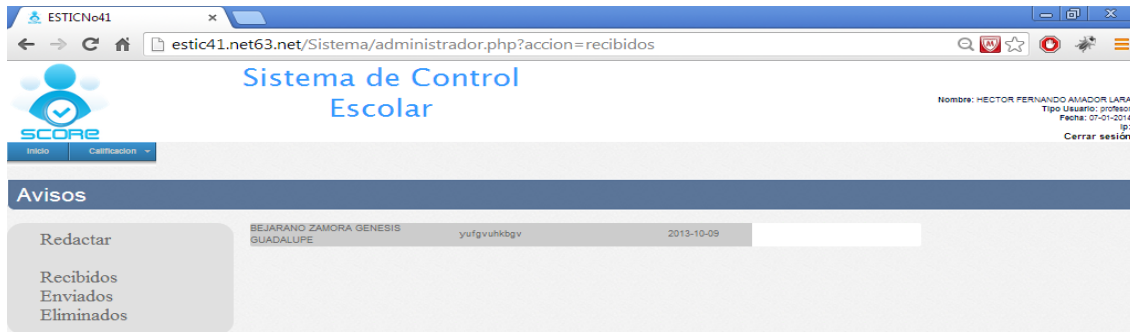 ESTICNo41
estic41.net63.net/Sistema/administrador.php?accion=recibidos
Sistema de Control
Escolar
SCORE
Nombre: HECTOR FERNANDO AMADOR LARA
Tipo Usuario: profesor
Fecha: 07-01-2014
Ip:
Cerrar sesión
Inicio Calificacion
Avisos
Redactar
Recibidos
Enviados
Eliminados
BEJARANO ZAMORA GENESIS
GUADALUPE
yufgvuhkbgv
2013-10-09